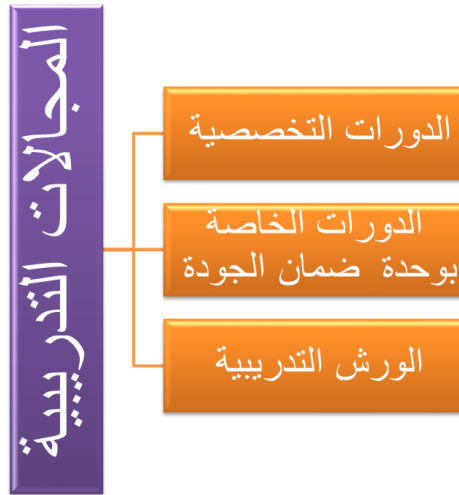 المجالات التدريبية
الدورات التخصصية
الدورات الخاصة
بوحدة ضمان الجودة
الورش التدريبية